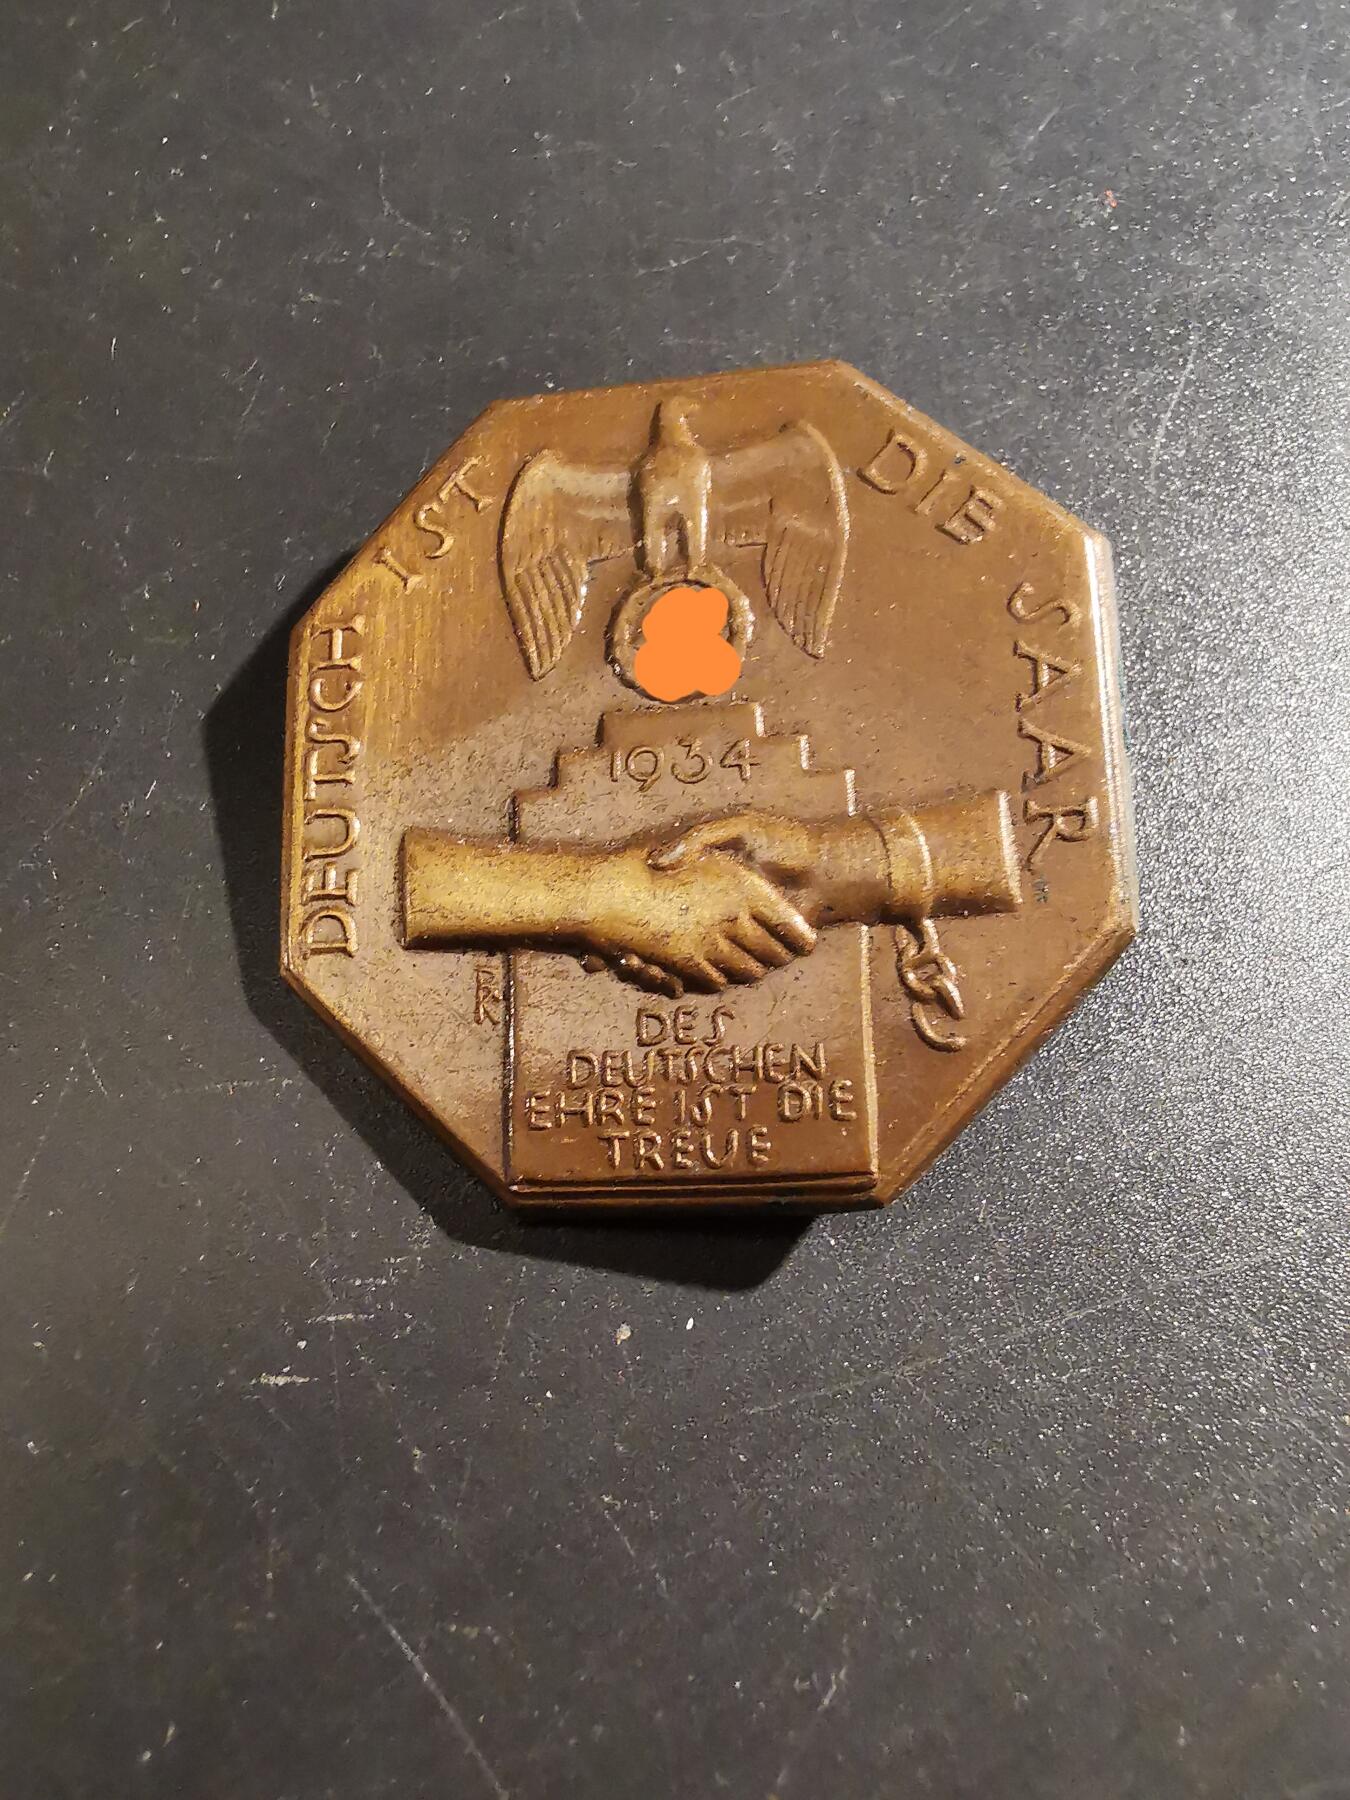 DEUTSCH IST DIE SAAR
1934
R
DES
DEUTSCHEN
EHRE IST DIE
TREUE